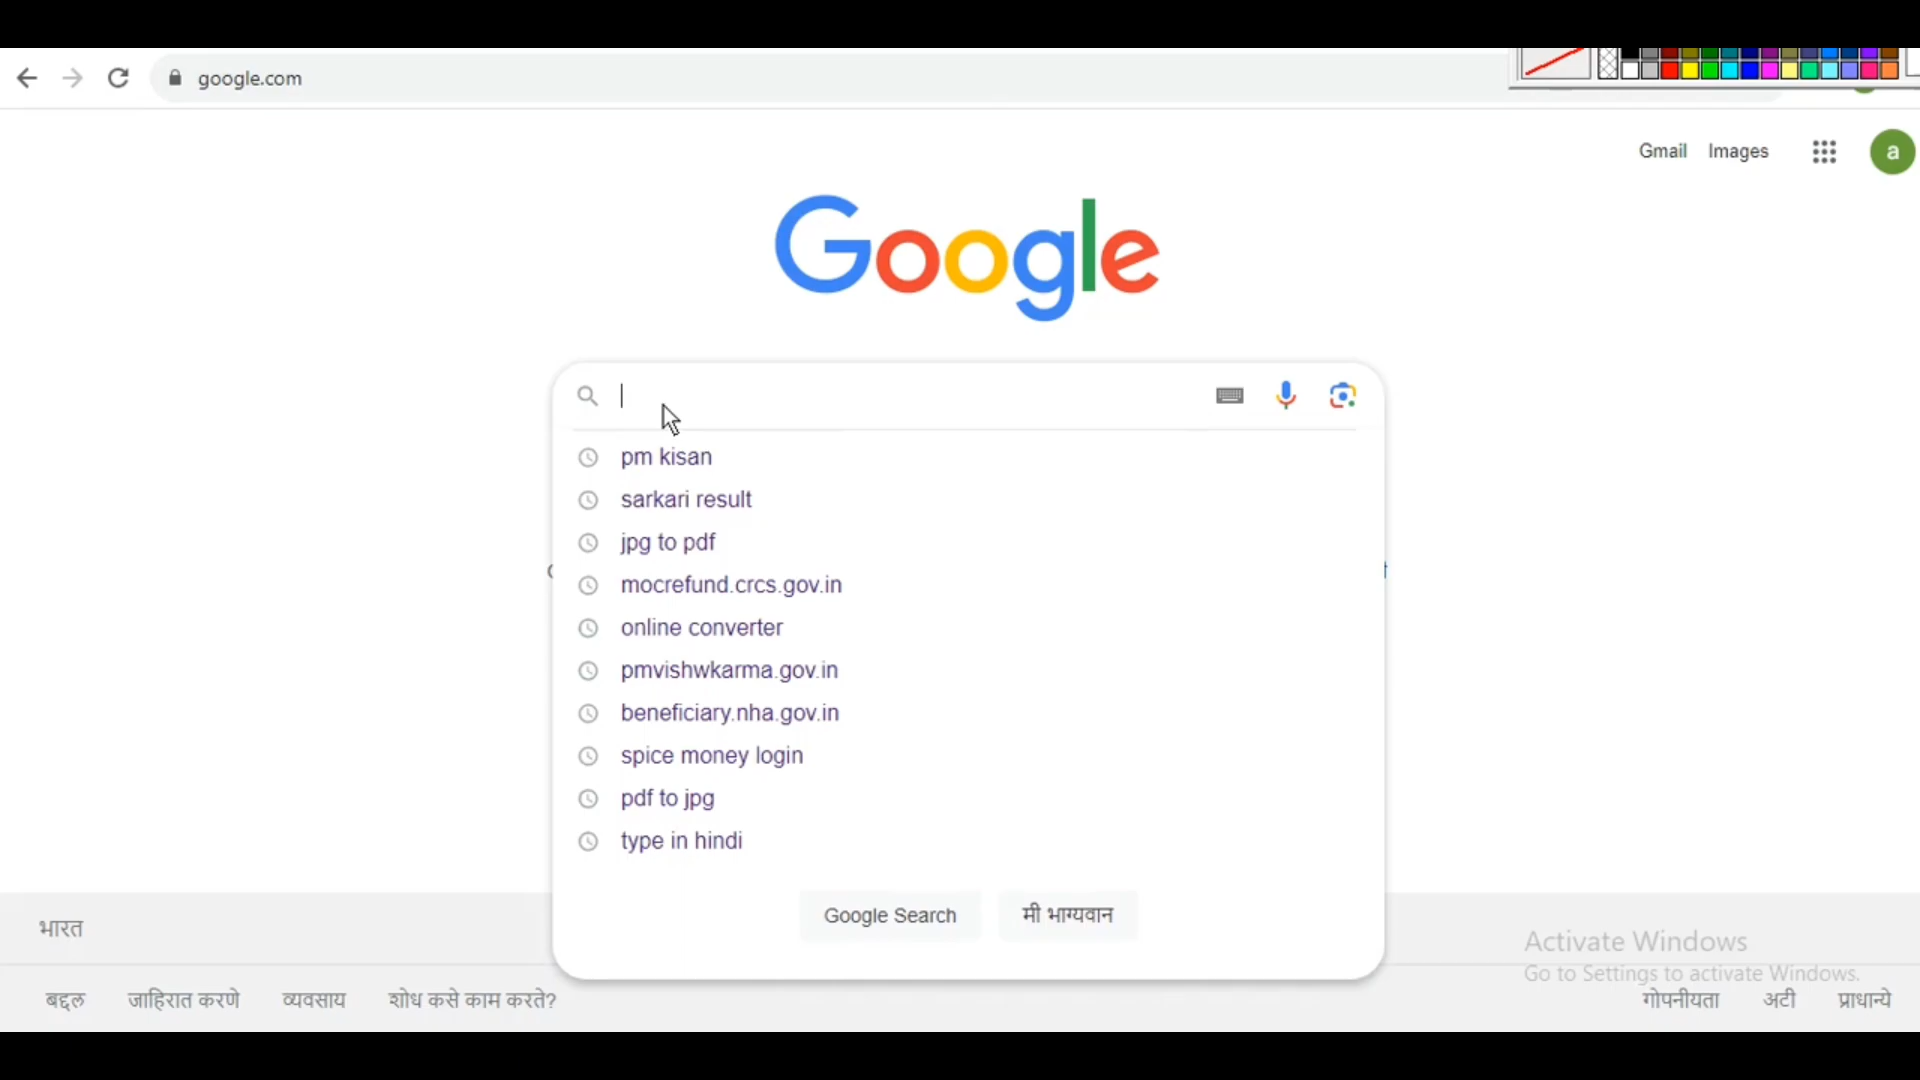 google.com
Gmail Images
a
Google
pm kisan
sarkari result
jpg to pdf
mocrefund.crcs.gov.in
online converter
pmvishwkarma.gov.in
beneficiary.nha.gov.in
spice money login
pdf to jpg
type in hindi
Google Search मी भाग्यवान
भारत
Activate Windows
Go to Settings to activate Windows.
बद्दल जाहिरात करणे व्यवसाय शोध कसे काम करते? गोपनीयता अटी प्राधान्ये